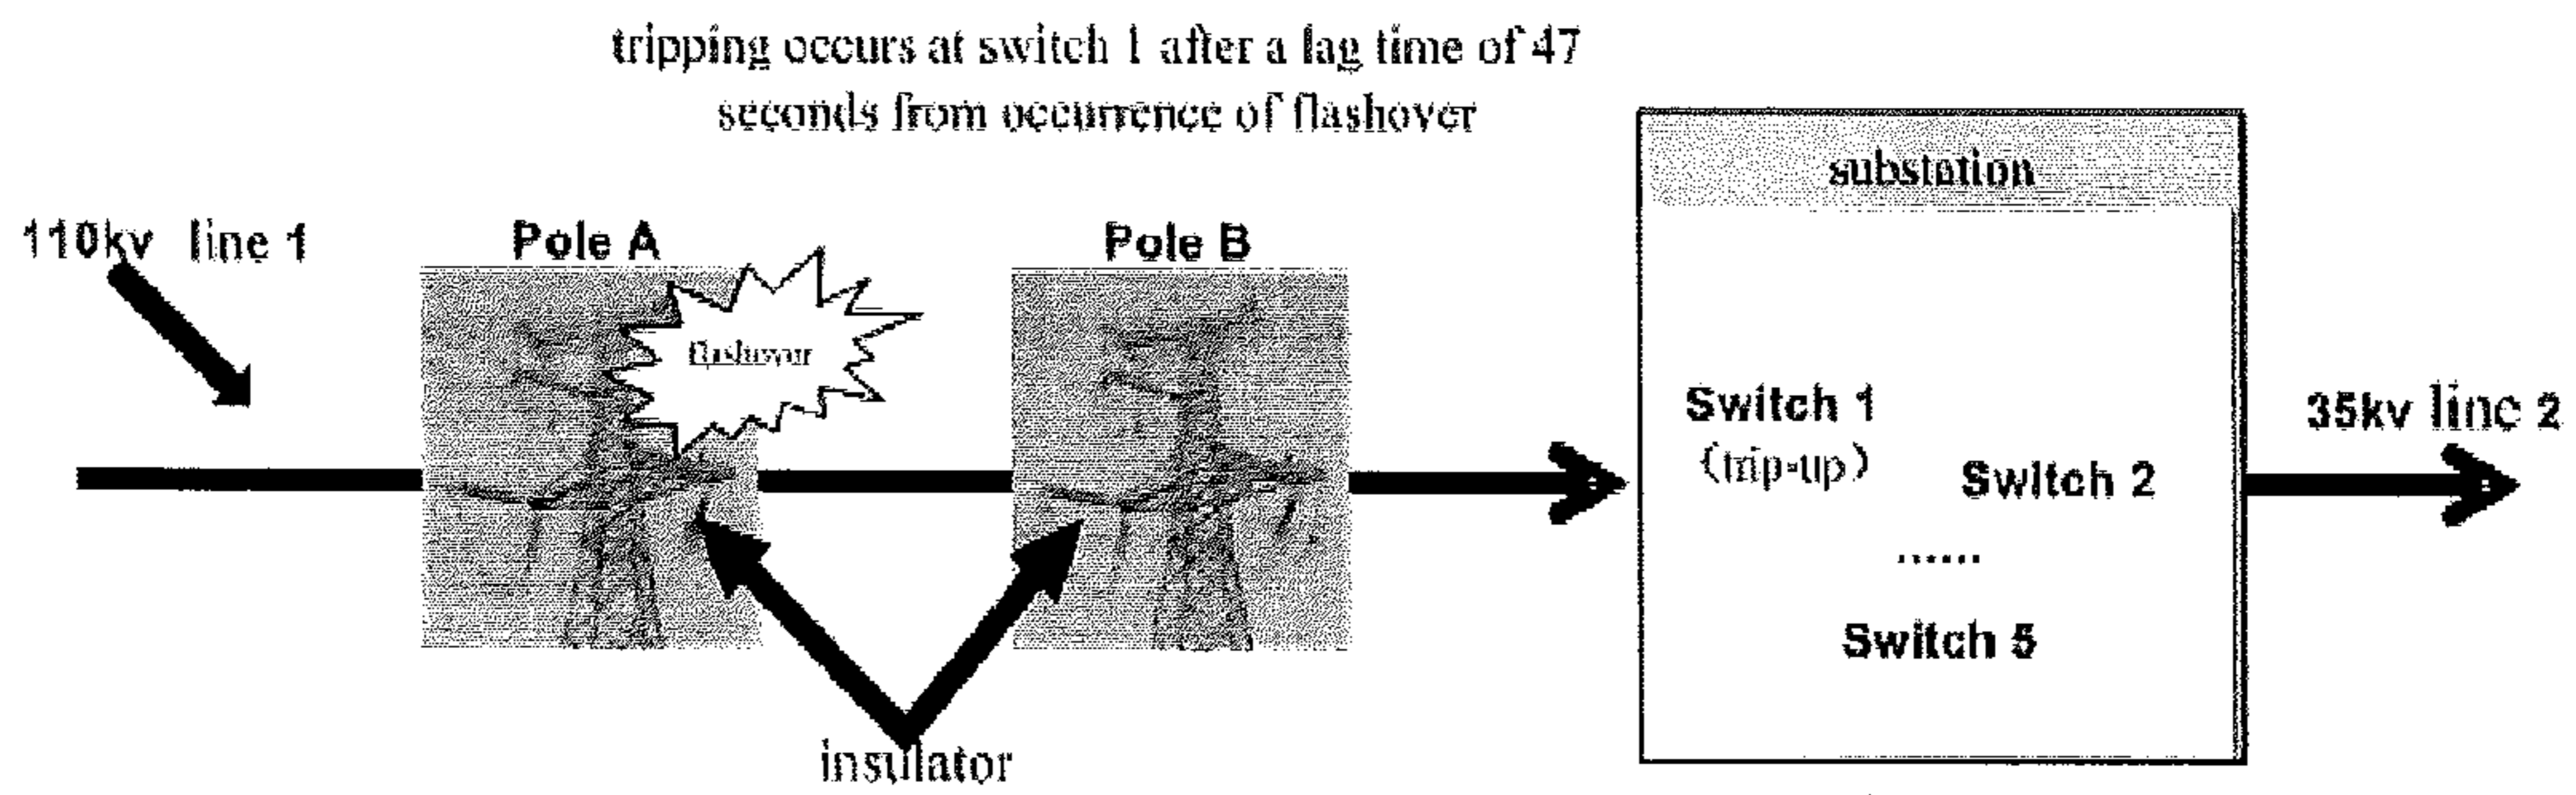 tripping occurs at switch 1 after a lag time of 47
seconds from occurrence of flashover
substation
110kv line 1
Pole A
Pole B
flashover
Switch 1
(trip-up)
35kv line 2
Switch 2
......
Switch 5
insulator